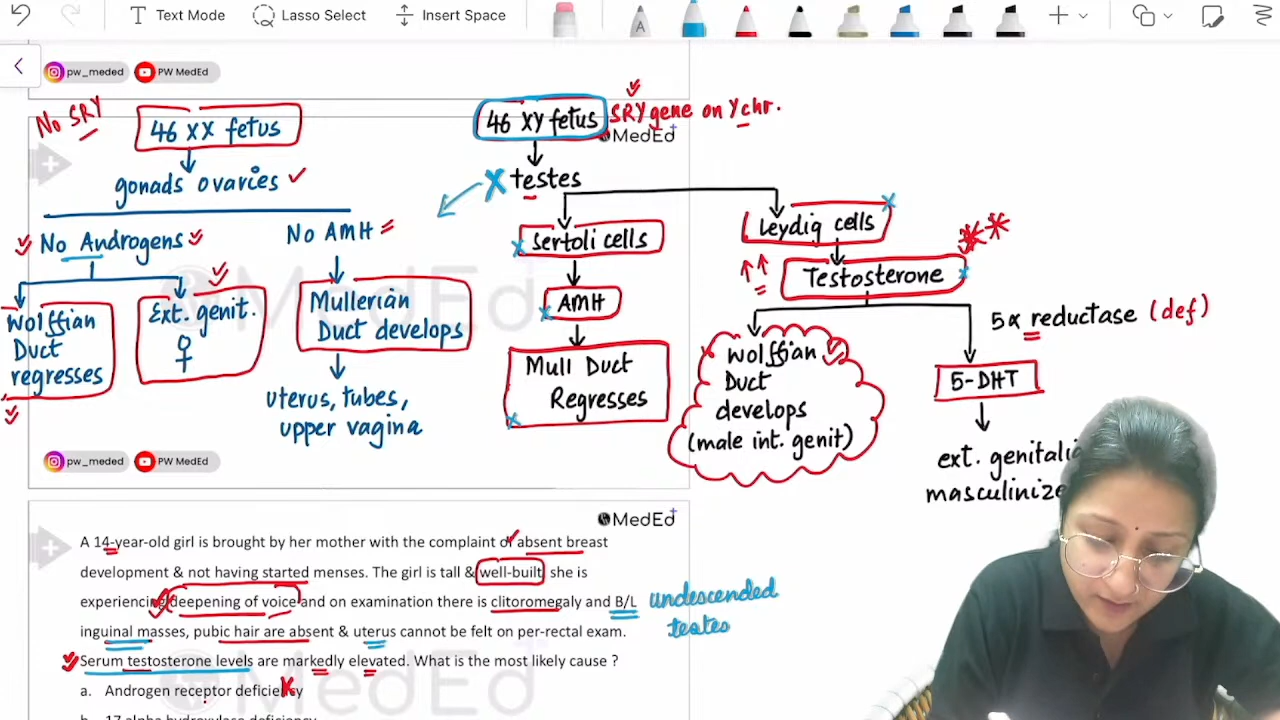 Text Mode
Lasso Select
Insert Space
A
pw_meded
PW MedEd
No SRY
46 XX fetus
46 XY fetus
SRY gene on Y chr.
MedEd
gonads ovaries
testes
No Androgens
No AMH =
Sertoli cells
Leydig cells
Testosterone
Wolffian
Duct
regresses
Ext. genit.
♀
Mullerian
Duct develops
AMH
5α reductase (def)
uterus, tubes,
upper vagina
Mull Duct
Regresses
Wolffian
Duct
develops
(male int. genit)
5-DHT
ext. genitali
masculinize
pw_meded
PW MedEd
MedEd
A 14-year-old girl is brought by her mother with the complaint of absent breast
development & not having started menses. The girl is tall & well-built, she is
experiencing deepening of voice and on examination there is clitoromegaly and B/L
inguinal masses, pubic hair are absent & uterus cannot be felt on per-rectal exam.
undescended
testes
Serum testosterone levels are markedly elevated. What is the most likely cause ?
a. Androgen receptor deficiency
b. 17 alpha hydroxylase deficiency